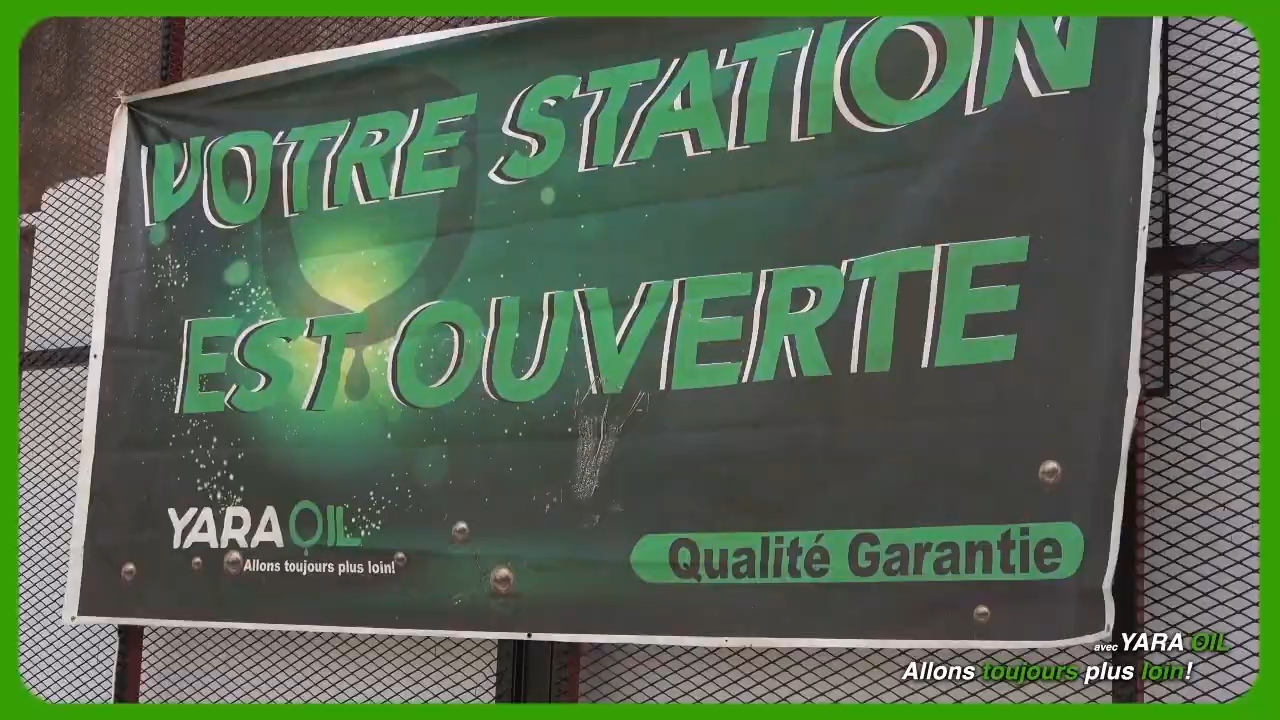 VOTRE STATION
EST OUVERTE
YARA OIL
Allons toujours plus loin!
Qualité Garantie
avec YARA OIL
Allons toujours plus loin!